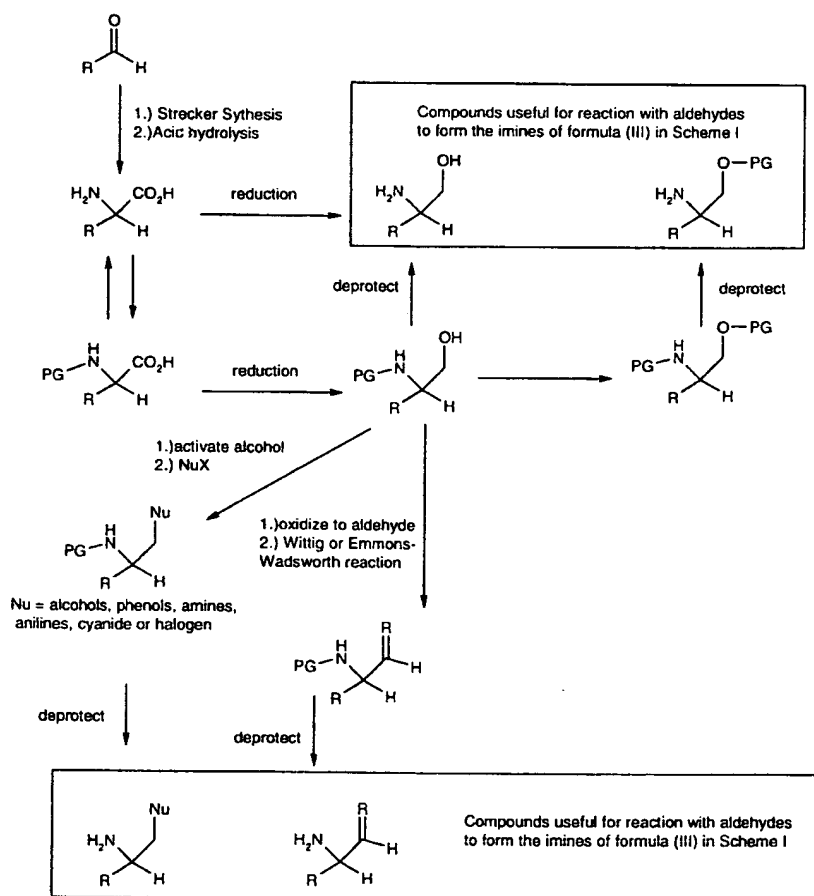 O
R
H
1.) Strecker Sythesis
2.)Acic hydrolysis
Compounds useful for reaction with aldehydes
to form the imines of formula (III) in Scheme I
OH
H₂N
R
H
O—PG
H₂N
R
H
H₂N
CO₂H
R
H
reduction
deprotect
deprotect
H
PG
N
CO₂H
R
H
reduction
OH
H
PG
N
R
H
O—PG
H
PG
N
R
H
1.)activate alcohol
2.) NuX
1.)oxidize to aldehyde
2.) Wittig or Emmons-
Wadsworth reaction
Nu
H
PG
N
R
H
Nu = alcohols, phenols, amines,
anilines, cyanide or halogen
R
H
PG
N
H
R
H
deprotect
deprotect
Nu
H₂N
R
H
R
H₂N
H
R
H
Compounds useful for reaction with aldehydes
to form the imines of formula (III) in Scheme I